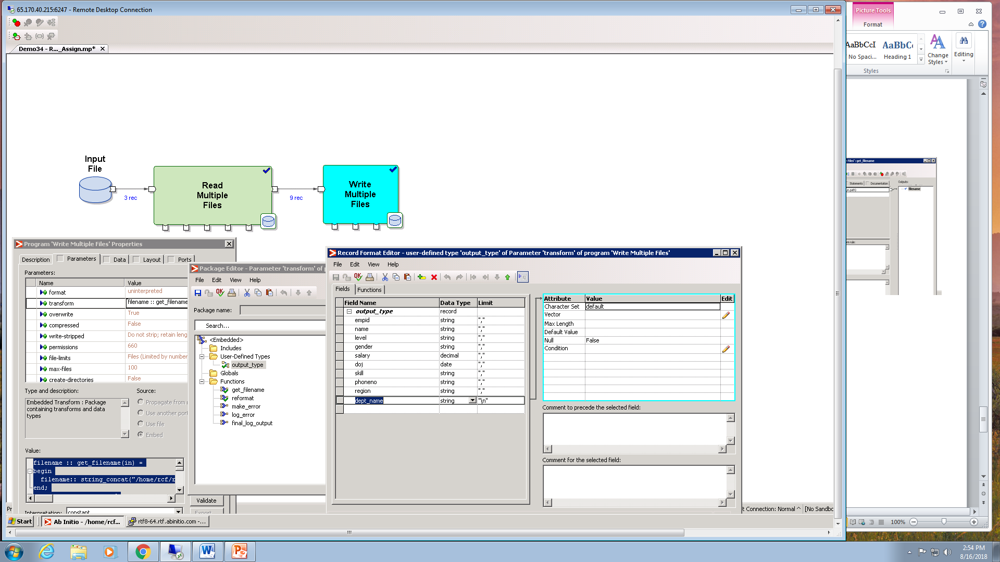 65.170.40.215:6247 - Remote Desktop Connection
Demo34 - R..._Assign.mp*
Input
File
3 rec
Read
Multiple
Files
9 rec
Write
Multiple
Files
Program 'Write Multiple Files' Properties
Description
Parameters
Data
Layout
Ports
Parameters:
Name
Value
format
uninterpreted
transform
filename :: get_filename
overwrite
True
compressed
False
write-stripped
Do not strip; retain leng
permissions
660
file-limits
Files (Limited by number
max-files
100
create-directories
False
Type and description:
Source:
Embedded Transform : Package
containing transforms and data
types
Propagate from
Use another port
Use file
Embed
Value:
filename :: get_filename(in) =
begin
filename:: string_concat("/home/rcf/r
end;
Interpretation:
constant
Package Editor - Parameter 'transform' of p
File Edit View Help
Package name:
Search...
<Embedded>
Includes
User-Defined Types
output_type
Globals
Functions
get_filename
reformat
make_error
log_error
final_log_output
Validate
Export...
Record Format Editor - user-defined type 'output_type' of Parameter 'transform' of program 'Write Multiple Files'
File Edit View Help
Fields
Functions
Field Name Data Type Limit
output_type record
empid string ","
name string ","
level string ","
gender string ","
salary decimal ","
doj date ","
skill string ","
phoneno string ","
region string ","
dept_name string "\n"
Attribute Value Edit
Character Set default
Vector
Max Length
Default Value
Null False
Condition
Comment to precede the selected field:
Comment for the selected field:
t Connection: Normal ^ [No Sandbo
Start
Ab Initio - /home/rcf...
rtf8-64.rtf.abinitio.com -...
Picture Tools
Format
AaBbCcI
AaBbC
No Spaci...
Heading 1
Change
Styles
Editing
Styles
Files' : get_filename
Statements
Documentation
Outputs:
filename
100%
2:54 PM
8/16/2018